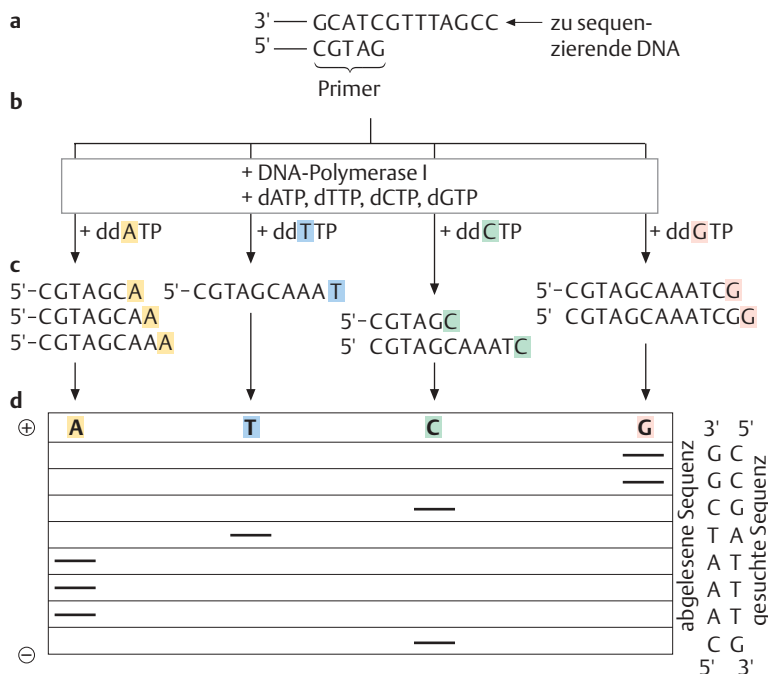 a
3' GCATCGTTTAGCC zu sequen-
5' CGTAG zierende DNA
Primer
b
+ DNA-Polymerase I
+ dATP, dTTP, dCTP, dGTP
+ ddATP + ddTTP + ddCTP + ddGTP
c
5'-CGTAGCA 5'-CGTAGCAAAT 5'-CGTAGCAAATCG
5'-CGTAGCAA 5'-CGTAGC 5' CGTAGCAAATCGG
5'-CGTAGCAAA 5' CGTAGCAAATC
d
+ A T C G 3' 5'
G C
G C
C G
T A
A T
A T
A T
C G
− 5' 3'
abgelesene Sequenz
gesuchte Sequenz